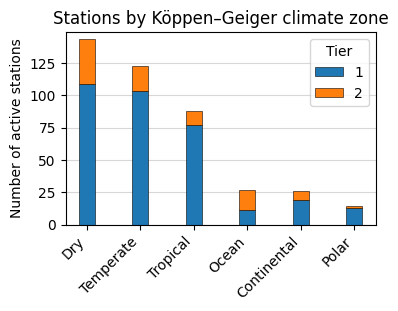 Stations by Köppen–Geiger climate zone
Number of active stations
125
100
75
50
25
0
Tier
1
2
Dry
Temperate
Tropical
Ocean
Continental
Polar